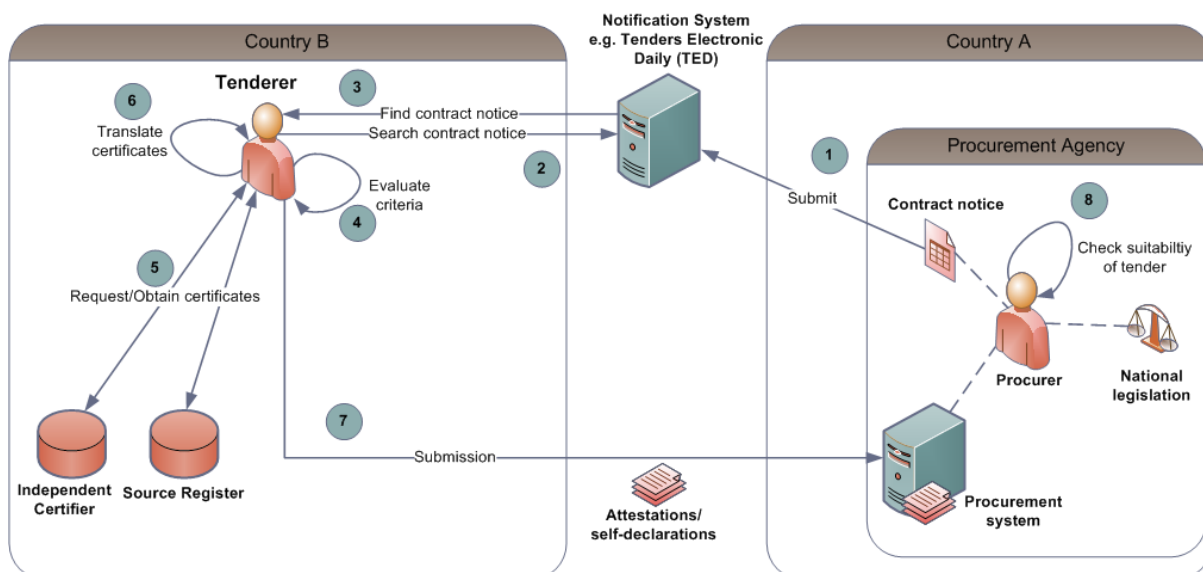 Country B
Notification System
e.g. Tenders Electronic
Daily (TED)
Country A
Tenderer
6
Translate
certificates
3
Find contract notice
Search contract notice
2
Evaluate
criteria
4
5
Request/Obtain certificates
Independent
Certifier
Source Register
7
Submission
Attestations/
self-declarations
1
Submit
Procurement Agency
Contract notice
8
Check suitabiltiy
of tender
Procurer
National
legislation
Procurement
system